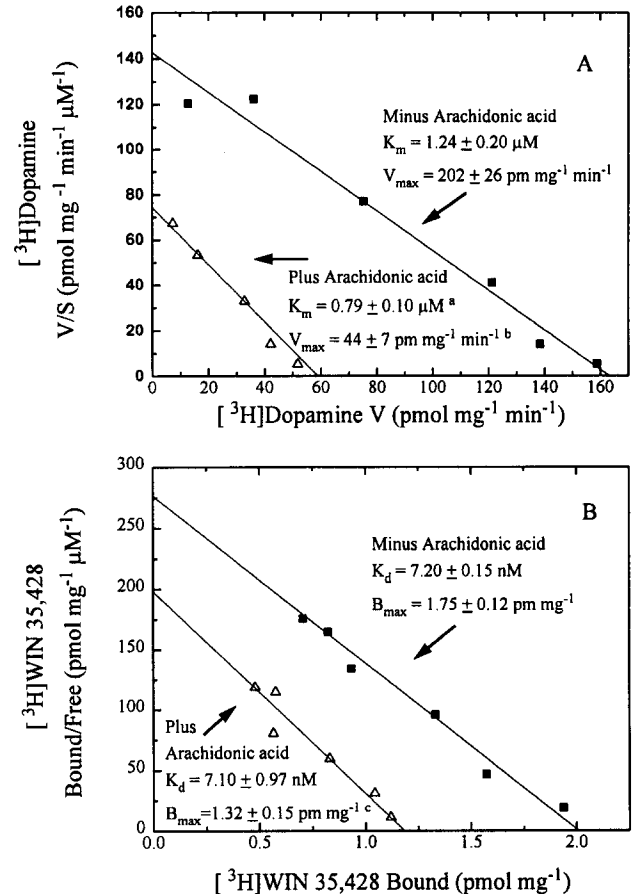 A
[ ³H]Dopamine
V/S (pmol mg⁻¹ min⁻¹ µM⁻¹)
160
140
120
100
80
60
40
20
0
Minus Arachidonic acid
Kₘ = 1.24 ± 0.20 µM
Vₘₐₓ = 202 ± 26 pm mg⁻¹ min⁻¹
Plus Arachidonic acid
Kₘ = 0.79 ± 0.10 µM ᵃ
Vₘₐₓ = 44 ± 7 pm mg⁻¹ min⁻¹ ᵇ
0 20 40 60 80 100 120 140 160
[ ³H]Dopamine V (pmol mg⁻¹ min⁻¹)
B
[ ³H]WIN 35,428
Bound/Free (pmol mg⁻¹ µM⁻¹)
300
250
200
150
100
50
0
Minus Arachidonic acid
K_d = 7.20 ± 0.15 nM
Bₘₐₓ = 1.75 ± 0.12 pm mg⁻¹
Plus
Arachidonic acid
K_d = 7.10 ± 0.97 nM
Bₘₐₓ=1.32 ± 0.15 pm mg⁻¹ ᶜ
0.0 0.5 1.0 1.5 2.0
[ ³H]WIN 35,428 Bound (pmol mg⁻¹)